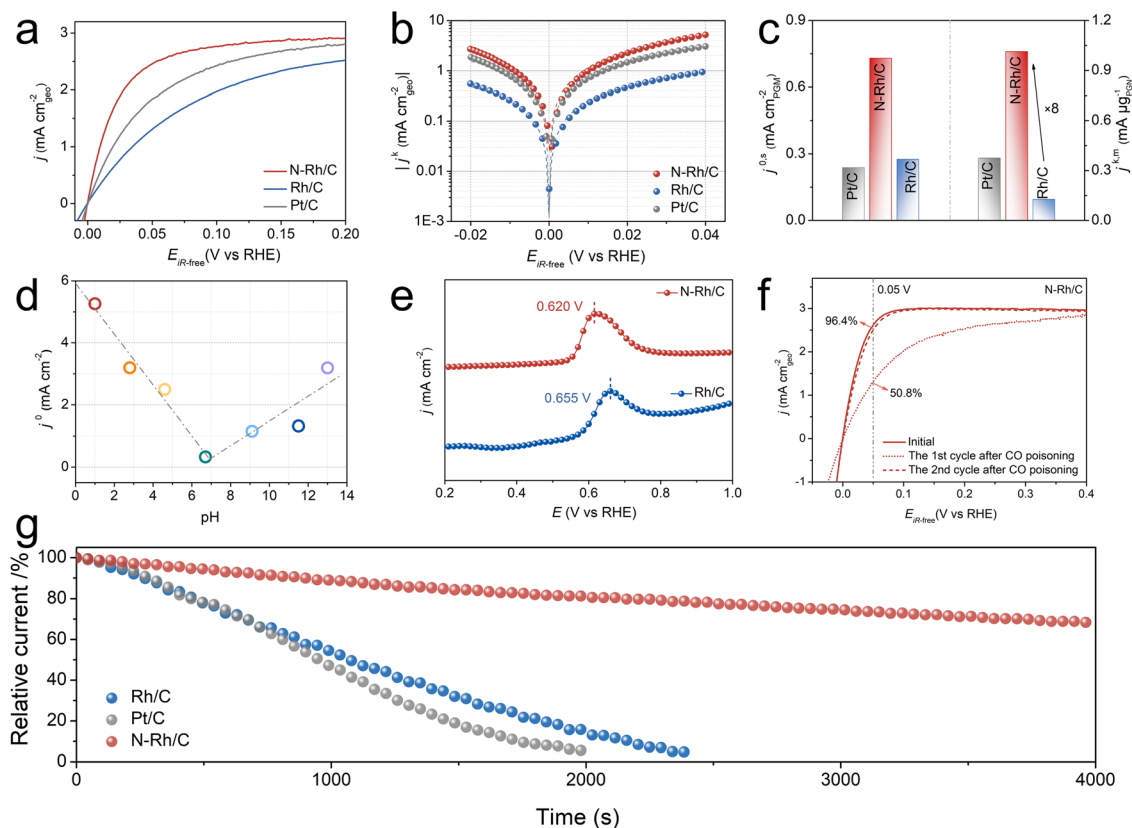 a
3
2
1
0
j (mA cm⁻²geo)
N-Rh/C
Rh/C
Pt/C
0.00 0.05 0.10 0.15 0.20
E iR-free (V vs RHE)
b
10
1
0.1
0.01
1E-3
| j k| (mA cm⁻²geo)
N-Rh/C
Rh/C
Pt/C
-0.02 0.00 0.02 0.04
E iR-free (V vs RHE)
c
0.9
0.6
0.3
0.0
j 0,s (mA cm⁻²PGM)
Pt/C
N-Rh/C
Rh/C
Pt/C
N-Rh/C
Rh/C
×8
1.2
0.9
0.6
0.3
0.0
j k,m (mA μg⁻¹PGN)
d
6
4
2
0
j 0 (mA cm⁻²)
0 2 4 6 8 10 12 14
pH
e
0.620 V
N-Rh/C
0.655 V
Rh/C
j (mA cm⁻²)
cm⁻²
0.2 0.4 0.6 0.8 1.0
E (V vs RHE)
f
0.05 V
N-Rh/C
96.4%
50.8%
4
3
2
1
0
-1
j (mA cm⁻²geo)
Initial
The 1st cycle after CO poisoning
The 2nd cycle after CO poisoning
0.0 0.1 0.2 0.3 0.4
E iR-free (V vs RHE)
g
100
80
60
40
20
0
Relative current /%
Rh/C
Pt/C
N-Rh/C
0 1000 2000 3000 4000
Time (s)